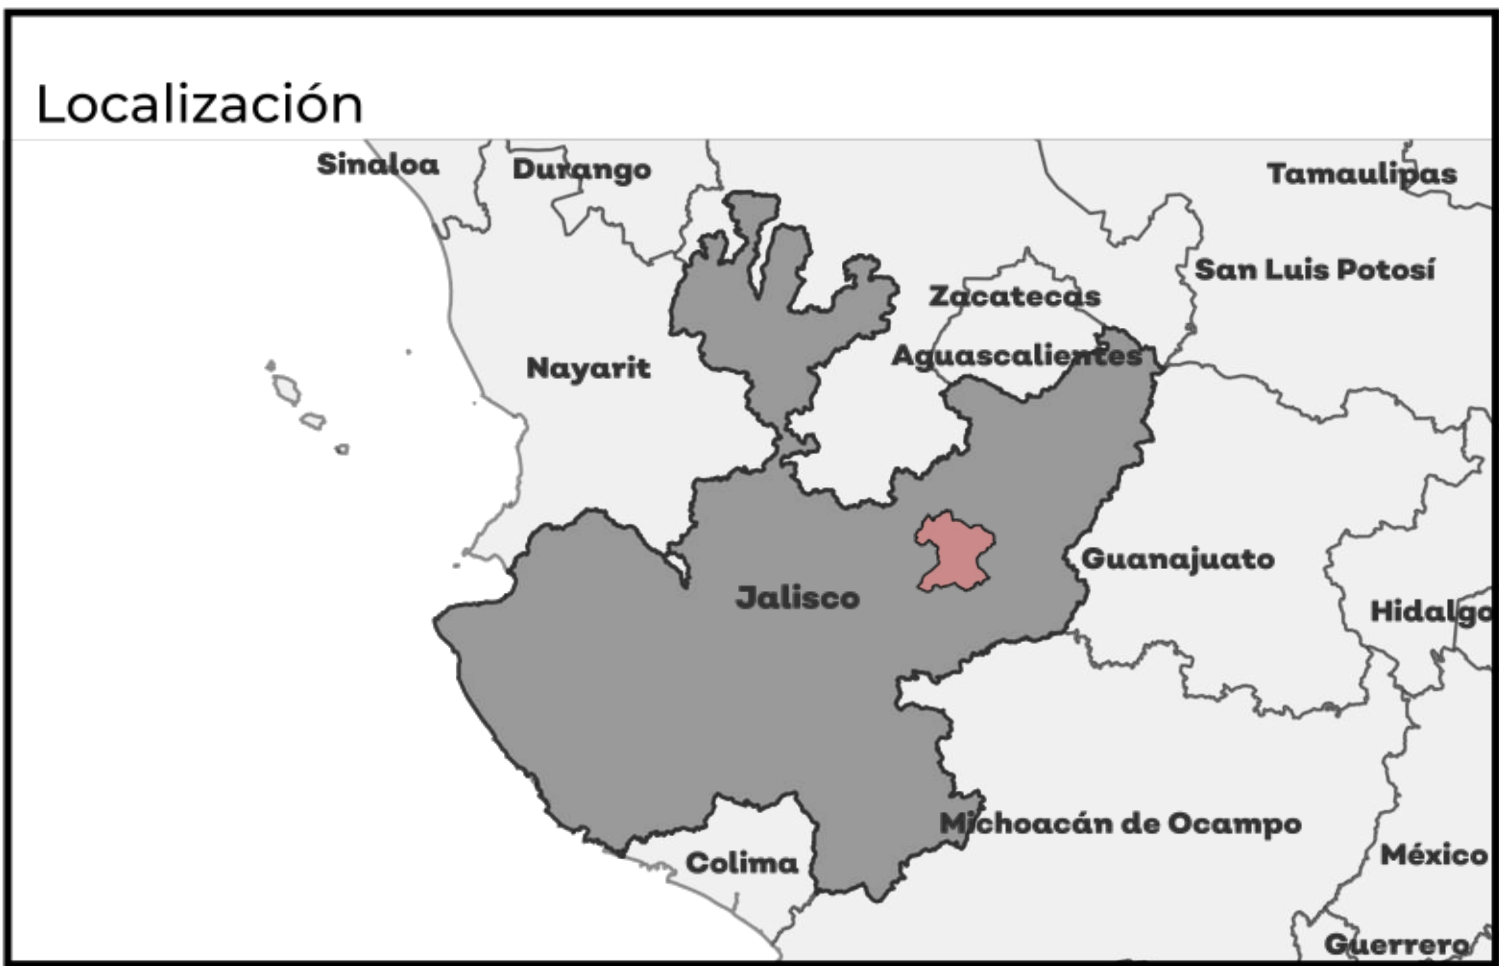 Localización
Sinaloa
Durango
Tamaulipas
San Luis Potosí
Zacatecas
Aguascalientes
Nayarit
Guanajuato
Jalisco
Hidalgo
Michoacán de Ocampo
México
Colima
Guerrero